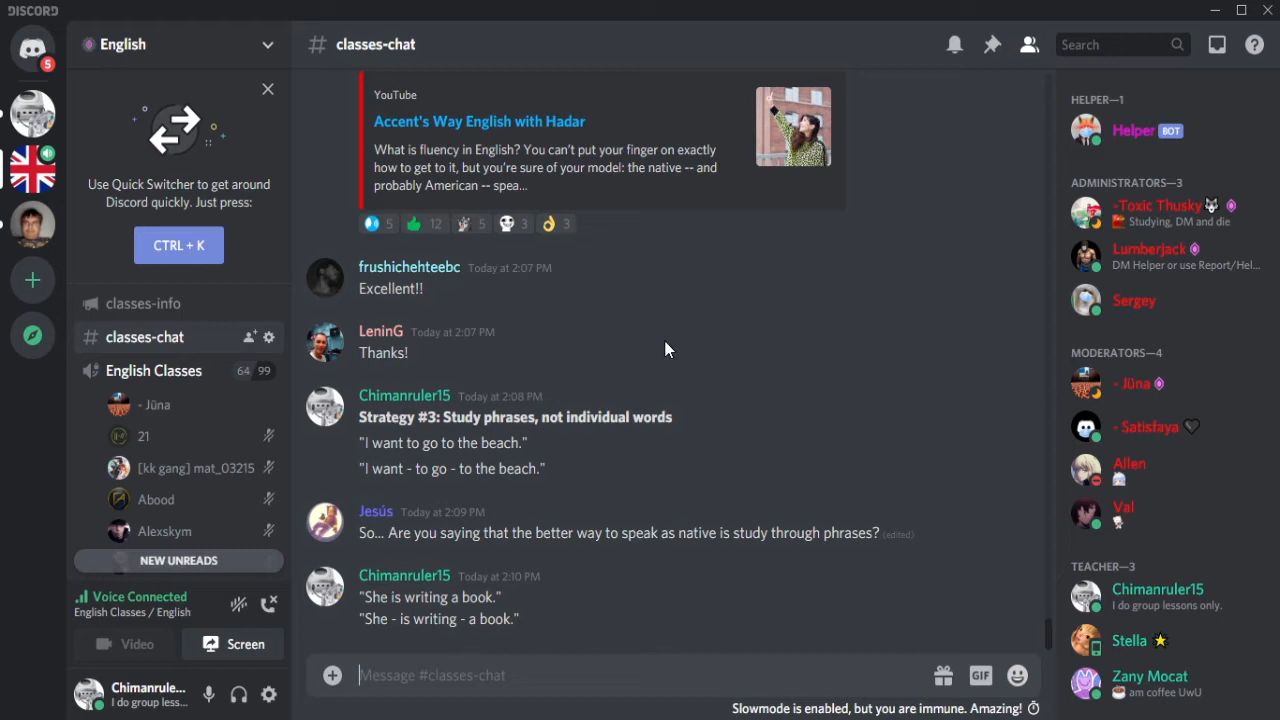 DISCORD
5
English
Use Quick Switcher to get around
Discord quickly. Just press:
CTRL + K
classes-info
classes-chat
English Classes 64 99
- Jüna
21
[kk gang] mat_03215
Abood
Alexskym
NEW UNREADS
Voice Connected
English Classes / English
Video
Screen
Chimanrule...
I do group less...
# classes-chat
Search
YouTube
Accent's Way English with Hadar
What is fluency in English? You can't put your finger on exactly
how to get to it, but you're sure of your model: the native -- and
probably American -- spea...
5 12 5 3 3
frushichehteebc Today at 2:07 PM
Excellent!!
LeninG Today at 2:07 PM
Thanks!
Chimanruler15 Today at 2:08 PM
Strategy #3: Study phrases, not individual words
"I want to go to the beach."
"I want - to go - to the beach."
Jesús Today at 2:09 PM
So... Are you saying that the better way to speak as native is study through phrases? (edited)
Chimanruler15 Today at 2:10 PM
"She is writing a book."
"She - is writing - a book."
Message #classes-chat
GIF
Slowmode is enabled, but you are immune. Amazing!
HELPER—1
Helper BOT
ADMINISTRATORS—3
-Toxic Thusky
Studying, DM and die
Lumberjack
DM Helper or use Report/Hel...
Sergey
MODERATORS—4
- Jüna
- Satisfaya
Allen
Val
TEACHER—3
Chimanruler15
I do group lessons only.
Stella
Zany Mocat
am coffee UwU